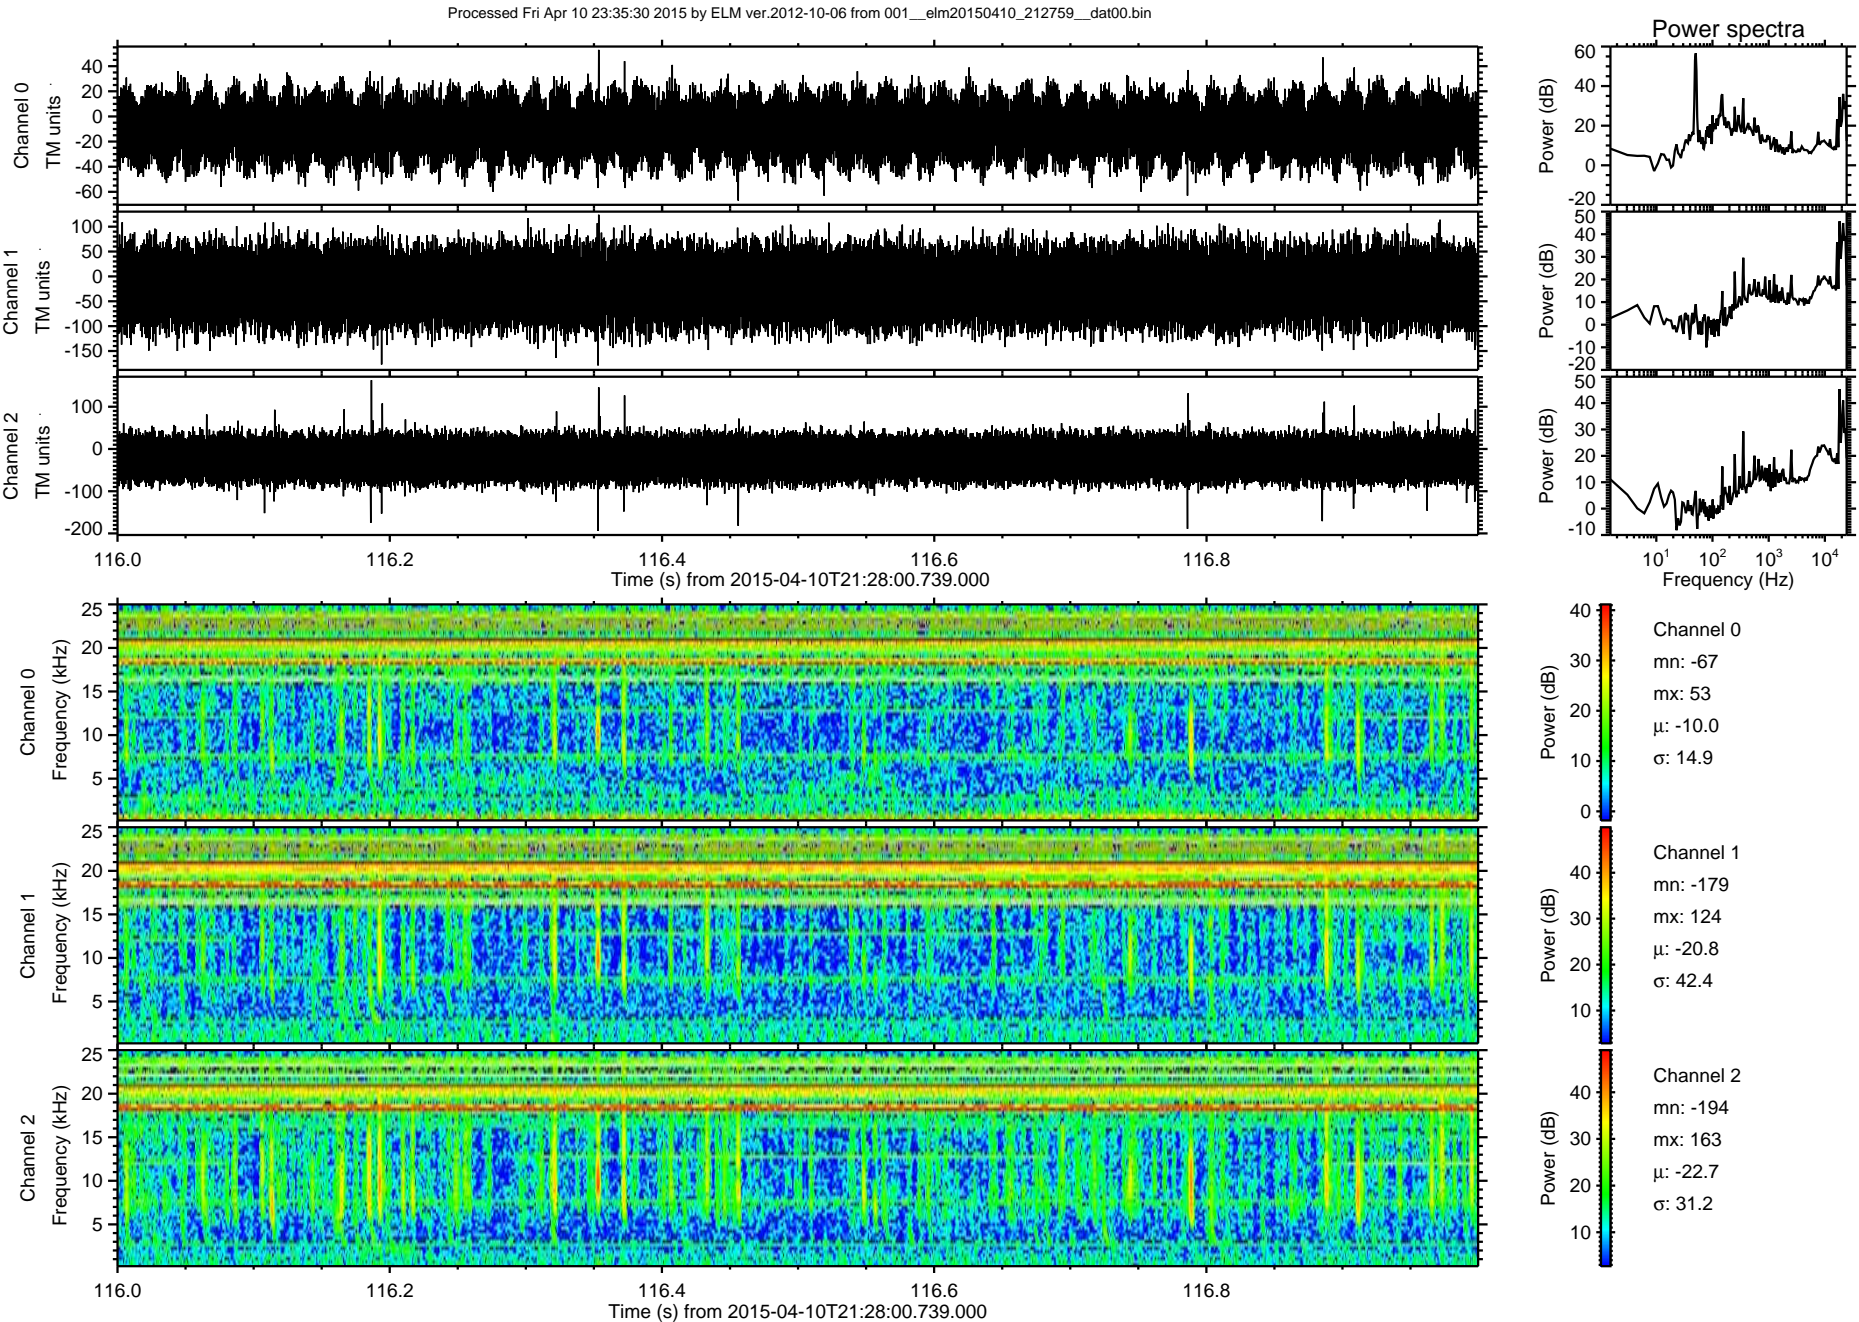 Processed Fri Apr 10 23:35:30 2015 by ELM ver.2012-10-06 from 001__elm20150410_212759__dat00.bin
Power spectra
Channel 0
TM units
40
20
0
-20
-40
-60
Power (dB)
60
40
20
0
-20
Channel 1
TM units
100
50
0
-50
-100
-150
Power (dB)
50
40
30
20
10
0
-10
-20
Channel 2
TM units
100
0
-100
-200
Power (dB)
50
40
30
20
10
0
-10
116.0 116.2 116.4 116.6 116.8
Time (s) from 2015-04-10T21:28:00.739.000
10¹ 10² 10³ 10⁴
Frequency (Hz)
Channel 0
Frequency (kHz)
25
20
15
10
5
Power (dB)
40
30
20
10
0
Channel 0
mn: -67
mx: 53
μ: -10.0
σ: 14.9
Channel 1
Frequency (kHz)
25
20
15
10
5
Power (dB)
40
30
20
10
Channel 1
mn: -179
mx: 124
μ: -20.8
σ: 42.4
Channel 2
Frequency (kHz)
25
20
15
10
5
Power (dB)
40
30
20
10
Channel 2
mn: -194
mx: 163
μ: -22.7
σ: 31.2
116.0 116.2 116.4 116.6 116.8
Time (s) from 2015-04-10T21:28:00.739.000